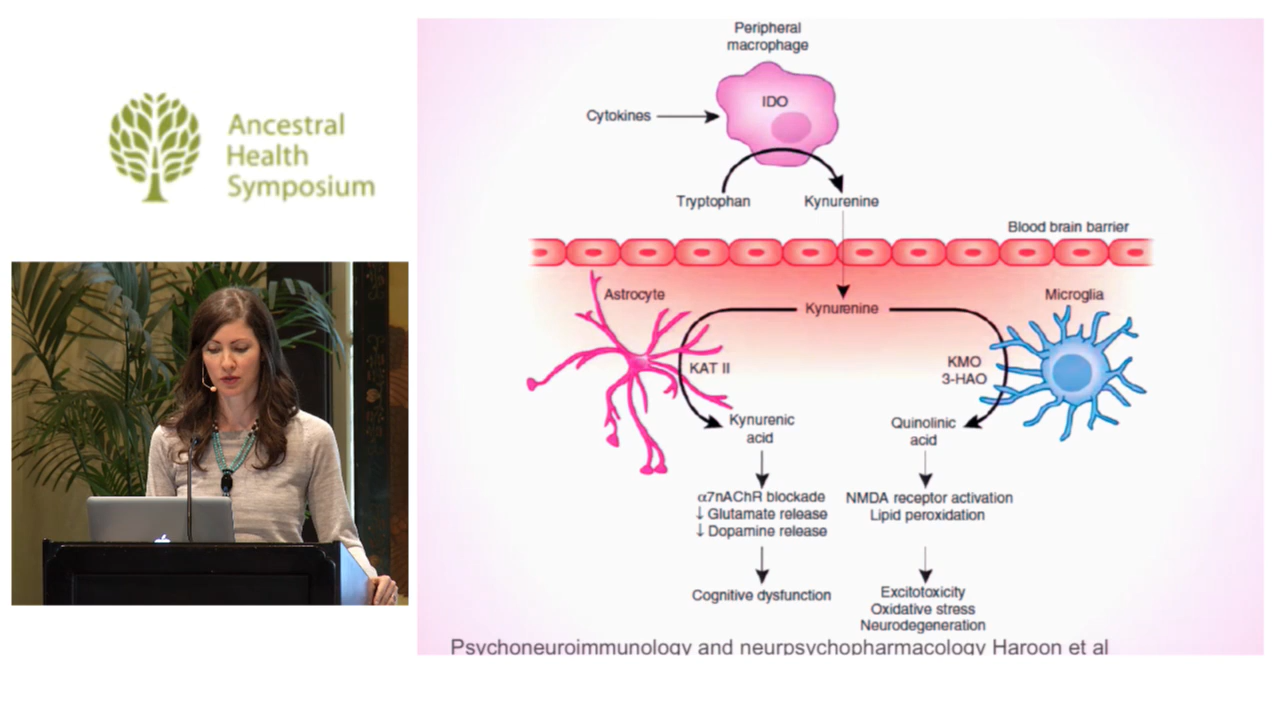 Ancestral
Health
Symposium
Peripheral
macrophage
IDO
Cytokines
Tryptophan
Kynurenine
Blood brain barrier
Astrocyte
Kynurenine
Microglia
KAT II
KMO
3-HAO
Kynurenic
acid
Quinolinic
acid
α7nAChR blockade
↓ Glutamate release
↓ Dopamine release
NMDA receptor activation
Lipid peroxidation
Cognitive dysfunction
Excitotoxicity
Oxidative stress
Neurodegeneration
Psychoneuroimmunology and neurpsychopharmacology Haroon et al